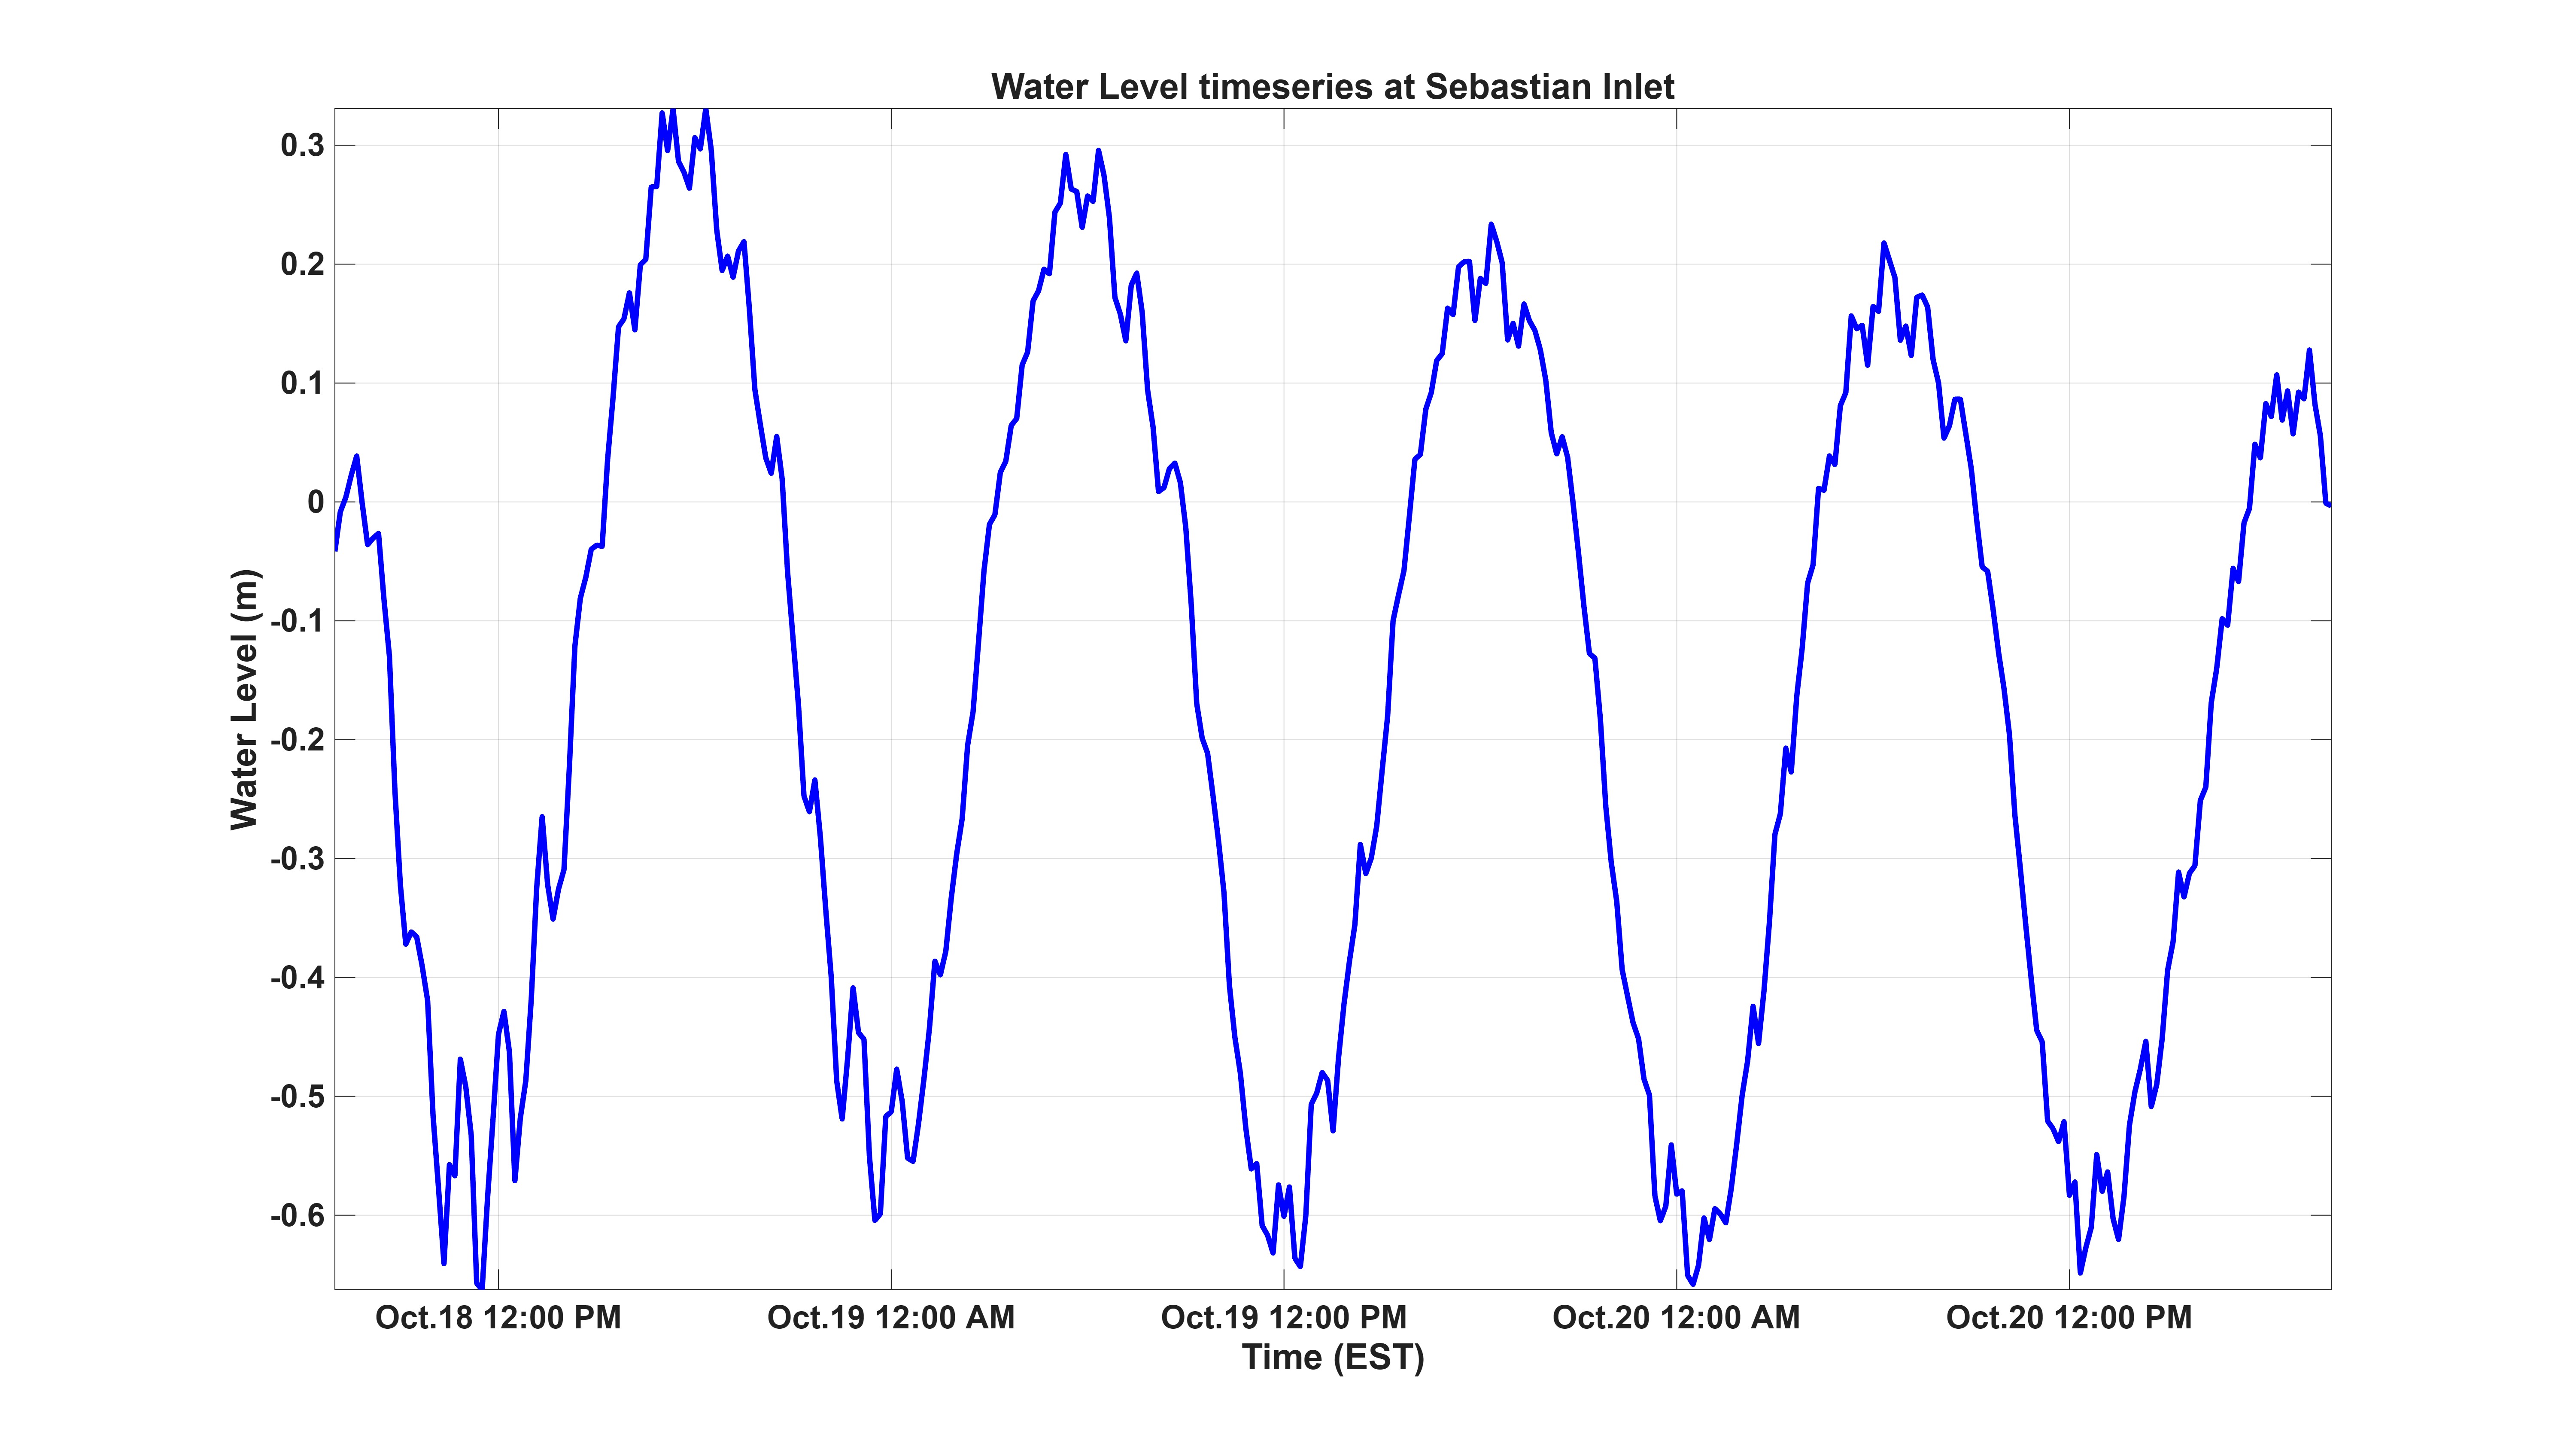 Water Level timeseries at Sebastian Inlet
0.3
0.2
0.1
0
-0.1
-0.2
-0.3
-0.4
-0.5
-0.6
Water Level (m)
Oct.18 12:00 PM
Oct.19 12:00 AM
Oct.19 12:00 PM
Oct.20 12:00 AM
Oct.20 12:00 PM
Time (EST)